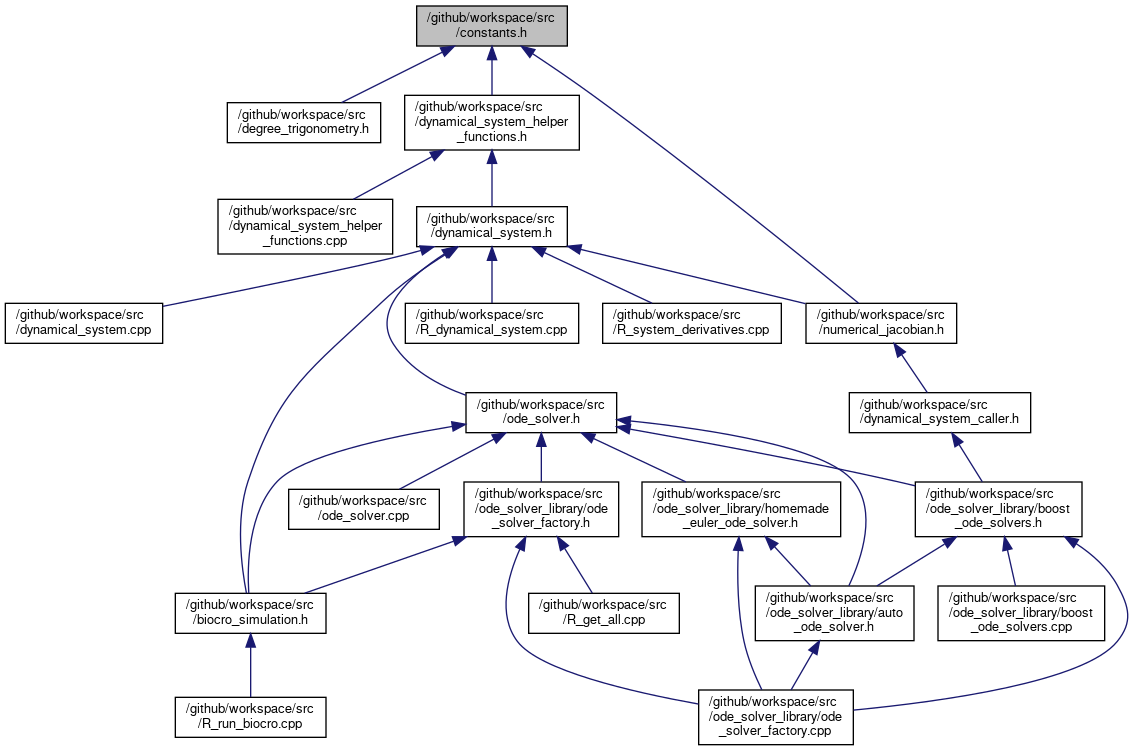 /github/workspace/src
/constants.h
/github/workspace/src
/degree_trigonometry.h
/github/workspace/src
/dynamical_system_helper
_functions.h
/github/workspace/src
/dynamical_system_helper
_functions.cpp
/github/workspace/src
/dynamical_system.h
/github/workspace/src
/dynamical_system.cpp
/github/workspace/src
/R_dynamical_system.cpp
/github/workspace/src
/R_system_derivatives.cpp
/github/workspace/src
/numerical_jacobian.h
/github/workspace/src
/ode_solver.h
/github/workspace/src
/dynamical_system_caller.h
/github/workspace/src
/ode_solver.cpp
/github/workspace/src
/ode_solver_library/ode
_solver_factory.h
/github/workspace/src
/ode_solver_library/homemade
_euler_ode_solver.h
/github/workspace/src
/ode_solver_library/boost
_ode_solvers.h
/github/workspace/src
/biocro_simulation.h
/github/workspace/src
/R_get_all.cpp
/github/workspace/src
/ode_solver_library/auto
_ode_solver.h
/github/workspace/src
/ode_solver_library/boost
_ode_solvers.cpp
/github/workspace/src
/R_run_biocro.cpp
/github/workspace/src
/ode_solver_library/ode
_solver_factory.cpp